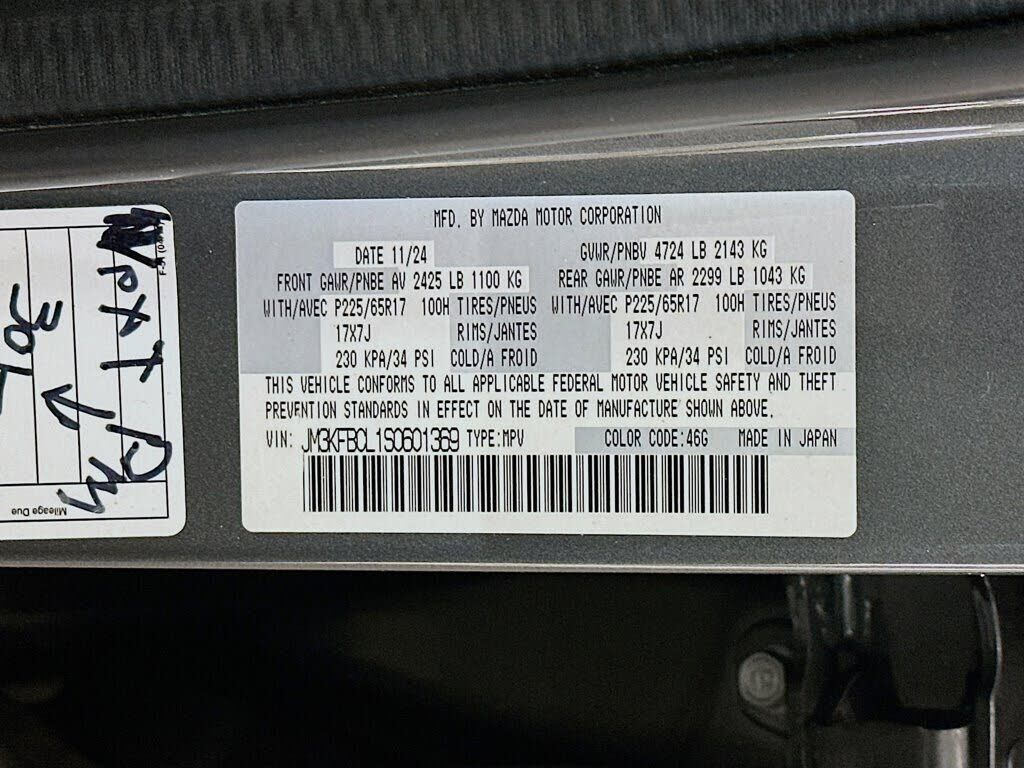 MFD. BY MAZDA MOTOR CORPORATION
DATE 11/24 GVWR/PNBV 4724 LB 2143 KG
FRONT GAWR/PNBE AV 2425 LB 1100 KG REAR GAWR/PNBE AR 2299 LB 1043 KG
WITH/AVEC P225/65R17 100H TIRES/PNEUS WITH/AVEC P225/65R17 100H TIRES/PNEUS
17X7J RIMS/JANTES 17X7J RIMS/JANTES
230 KPA/34 PSI COLD/A FROID 230 KPA/34 PSI COLD/A FROID
THIS VEHICLE CONFORMS TO ALL APPLICABLE FEDERAL MOTOR VEHICLE SAFETY AND THEFT
PREVENTION STANDARDS IN EFFECT ON THE DATE OF MANUFACTURE SHOWN ABOVE.
VIN: JM3KFBCL1S0601369 TYPE:MPV COLOR CODE:46G MADE IN JAPAN
Mileage Due